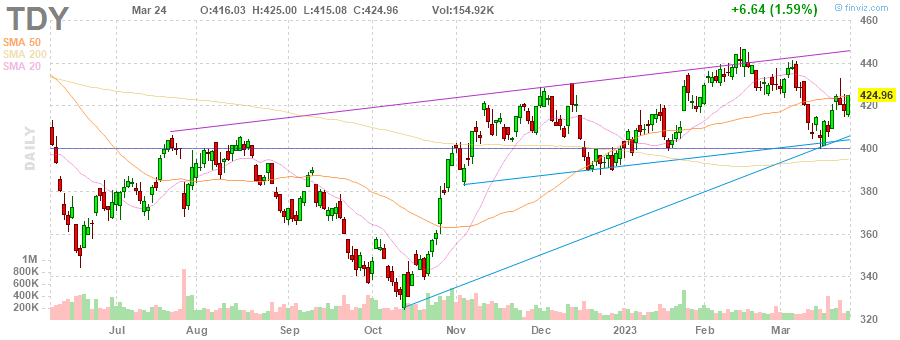 TDY Mar 24 O:416.03 H:425.00 L:415.08 C:424.96 Vol:154.92K +6.64 (1.59%) finviz.com
SMA 50
SMA 200
SMA 20
DAILY
460
440
424.96
420
400
380
360
340
320
1M
800K
600K
400K
200K
Jul Aug Sep Oct Nov Dec 2023 Feb Mar